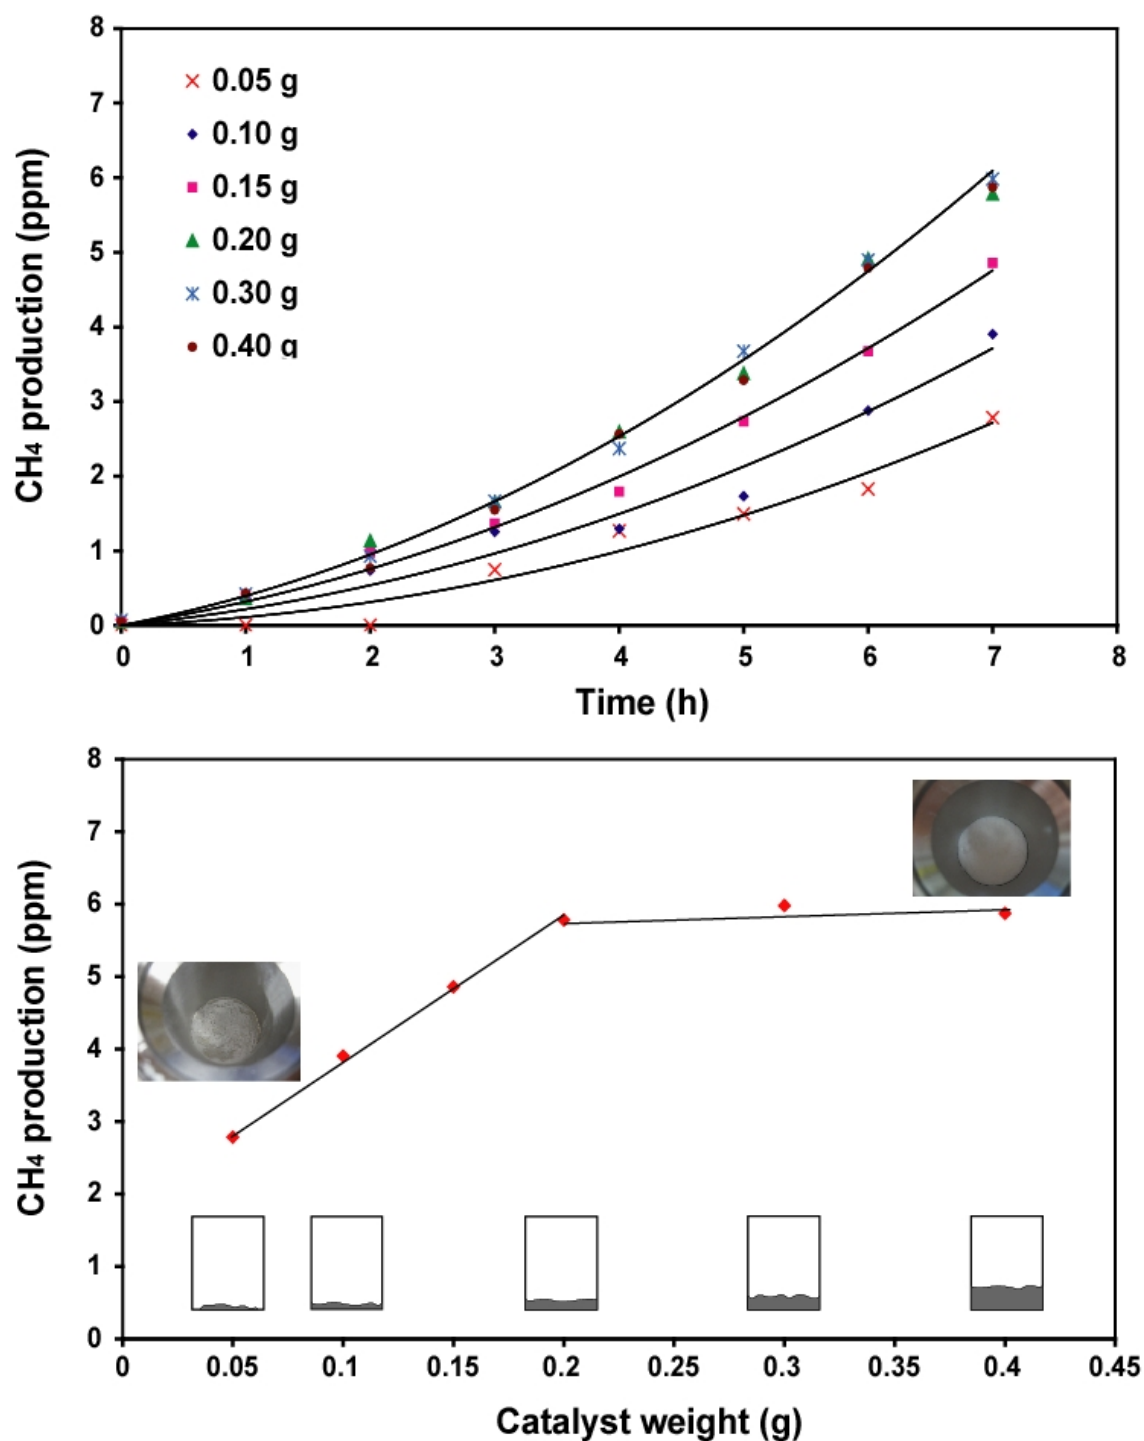 8
7
6
5
4
3
2
1
0
CH4 production (ppm)
0.05 g
0.10 g
0.15 g
0.20 g
0.30 g
0.40 g
0 1 2 3 4 5 6 7 8
Time (h)
8
7
6
5
4
3
2
1
0
CH4 production (ppm)
0 0.05 0.1 0.15 0.2 0.25 0.3 0.35 0.4 0.45
Catalyst weight (g)